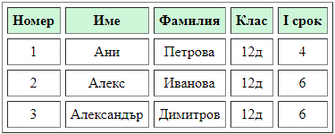 Номер Име Фамилия Клас I срок
1 Ани Петрова 12д 4
2 Алекс Иванова 12д 6
3 Александър Димитров 12д 6